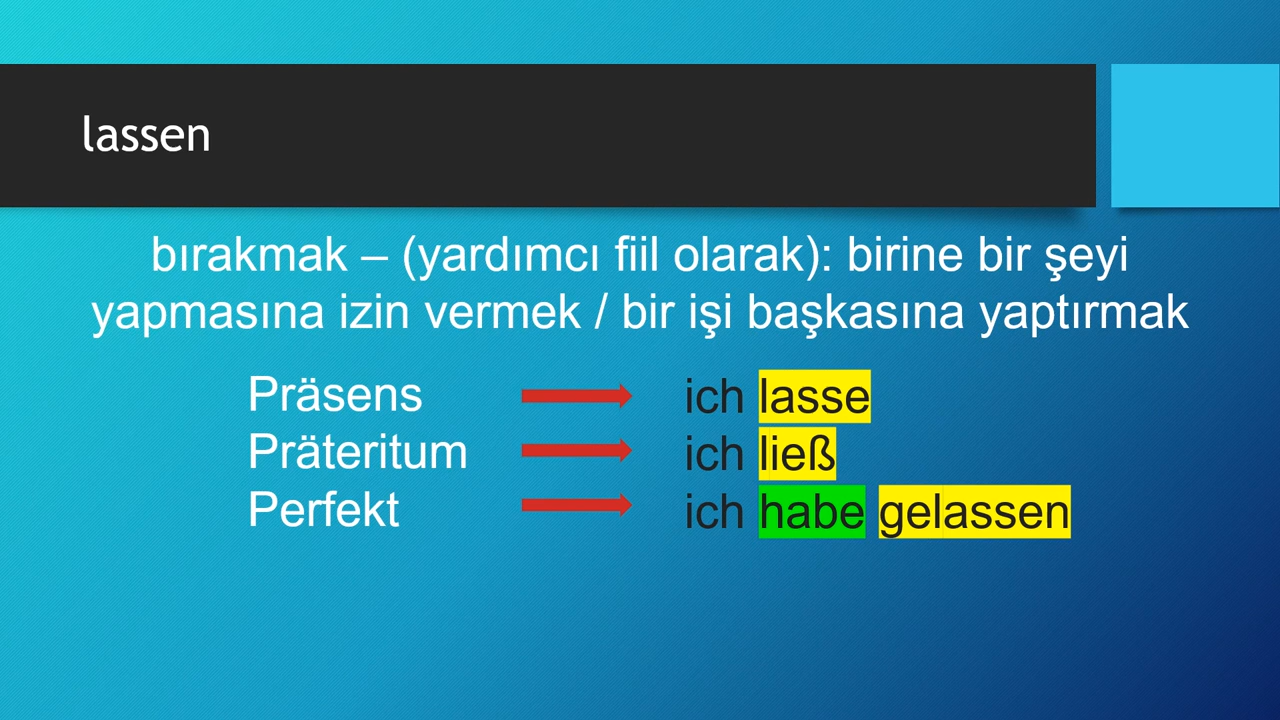 lassen
bırakmak – (yardımcı fiil olarak): birine bir şeyi
yapmasına izin vermek / bir işi başkasına yaptırmak
Präsens ich lasse
Präteritum ich ließ
Perfekt ich habe gelassen